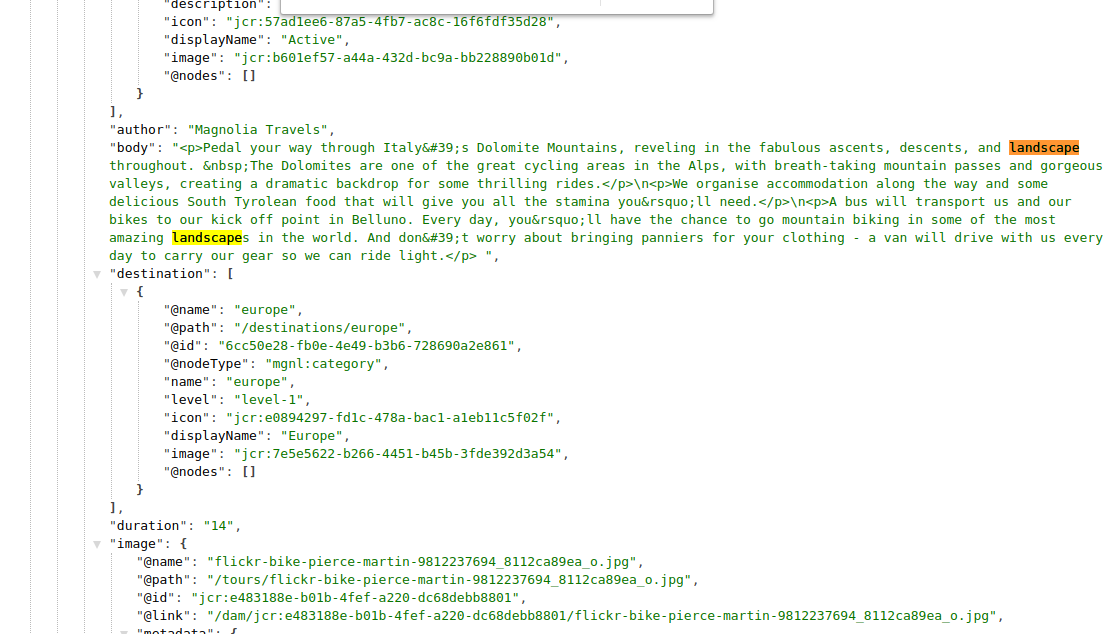 "description":
"icon": "jcr:57ad1ee6-87a5-4fb7-ac8c-16f6fdf35d28",
"displayName": "Active",
"image": "jcr:b601ef57-a44a-432d-bc9a-bb228890b01d",
"@nodes": []
}
],
"author": "Magnolia Travels",
"body": "<p>Pedal your way through Italy&#39;s Dolomite Mountains, reveling in the fabulous ascents, descents, and landscape
throughout. &nbsp;The Dolomites are one of the great cycling areas in the Alps, with breath-taking mountain passes and gorgeous
valleys, creating a dramatic backdrop for some thrilling rides.</p>\n<p>We organise accommodation along the way and some
delicious South Tyrolean food that will give you all the stamina you&rsquo;ll need.</p>\n<p>A bus will transport us and our
bikes to our kick off point in Belluno. Every day, you&rsquo;ll have the chance to go mountain biking in some of the most
amazing landscapes in the world. And don&#39;t worry about bringing panniers for your clothing - a van will drive with us every
day to carry our gear so we can ride light.</p> ",
"destination": [
{
"@name": "europe",
"@path": "/destinations/europe",
"@id": "6cc50e28-fb0e-4e49-b3b6-728690a2e861",
"@nodeType": "mgnl:category",
"name": "europe",
"level": "level-1",
"icon": "jcr:e0894297-fd1c-478a-bac1-a1eb11c5f02f",
"displayName": "Europe",
"image": "jcr:7e5e5622-b266-4451-b45b-3fde392d3a54",
"@nodes": []
}
],
"duration": "14",
"image": {
"@name": "flickr-bike-pierce-martin-9812237694_8112ca89ea_o.jpg",
"@path": "/tours/flickr-bike-pierce-martin-9812237694_8112ca89ea_o.jpg",
"@id": "jcr:e483188e-b01b-4fef-a220-dc68debb8801",
"@link": "/dam/jcr:e483188e-b01b-4fef-a220-dc68debb8801/flickr-bike-pierce-martin-9812237694_8112ca89ea_o.jpg",
"metadata": {